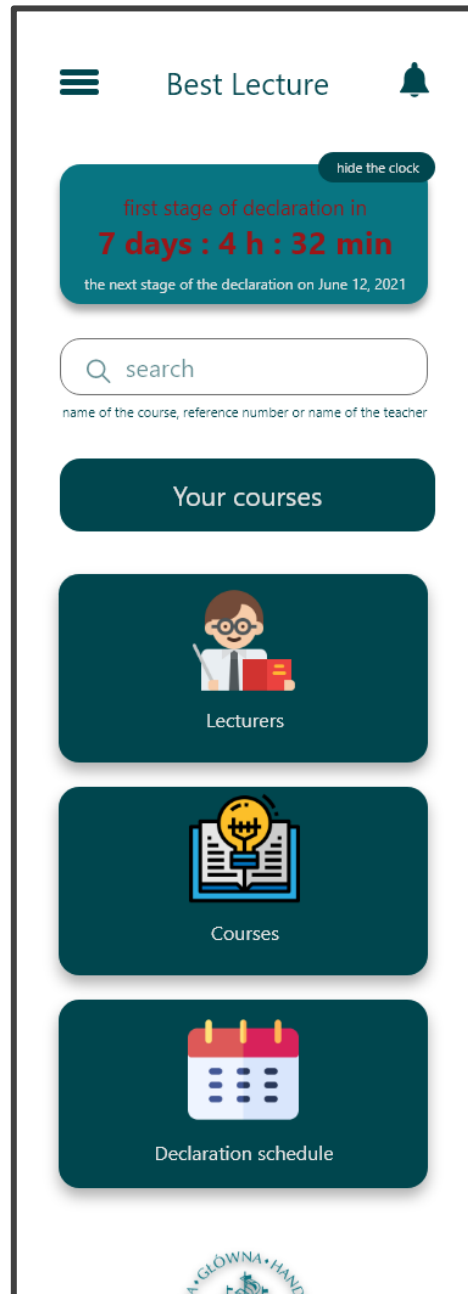 Best Lecture
hide the clock
first stage of declaration in
7 days : 4 h : 32 min
the next stage of the declaration on June 12, 2021
search
name of the course, reference number or name of the teacher
Your courses
Lecturers
Courses
Declaration schedule
GŁÓWNA